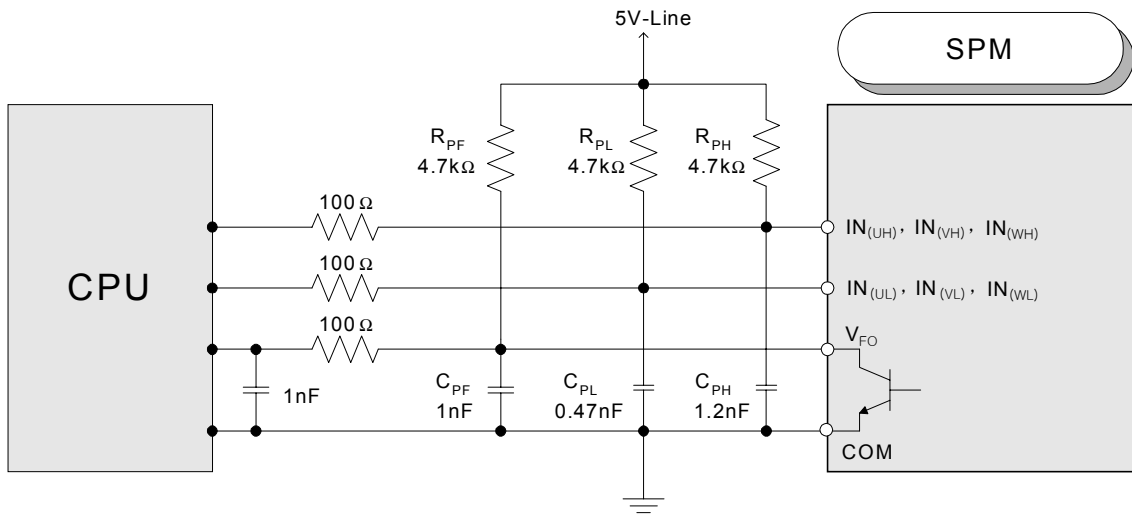 5V-Line
SPM
R_PF
4.7kΩ
R_PL
4.7kΩ
R_PH
4.7kΩ
100 Ω
100 Ω
100 Ω
CPU
IN(UH), IN(VH), IN(WH)
IN(UL), IN(VL), IN(WL)
V_FO
1nF
C_PF
1nF
C_PL
0.47nF
C_PH
1.2nF
COM